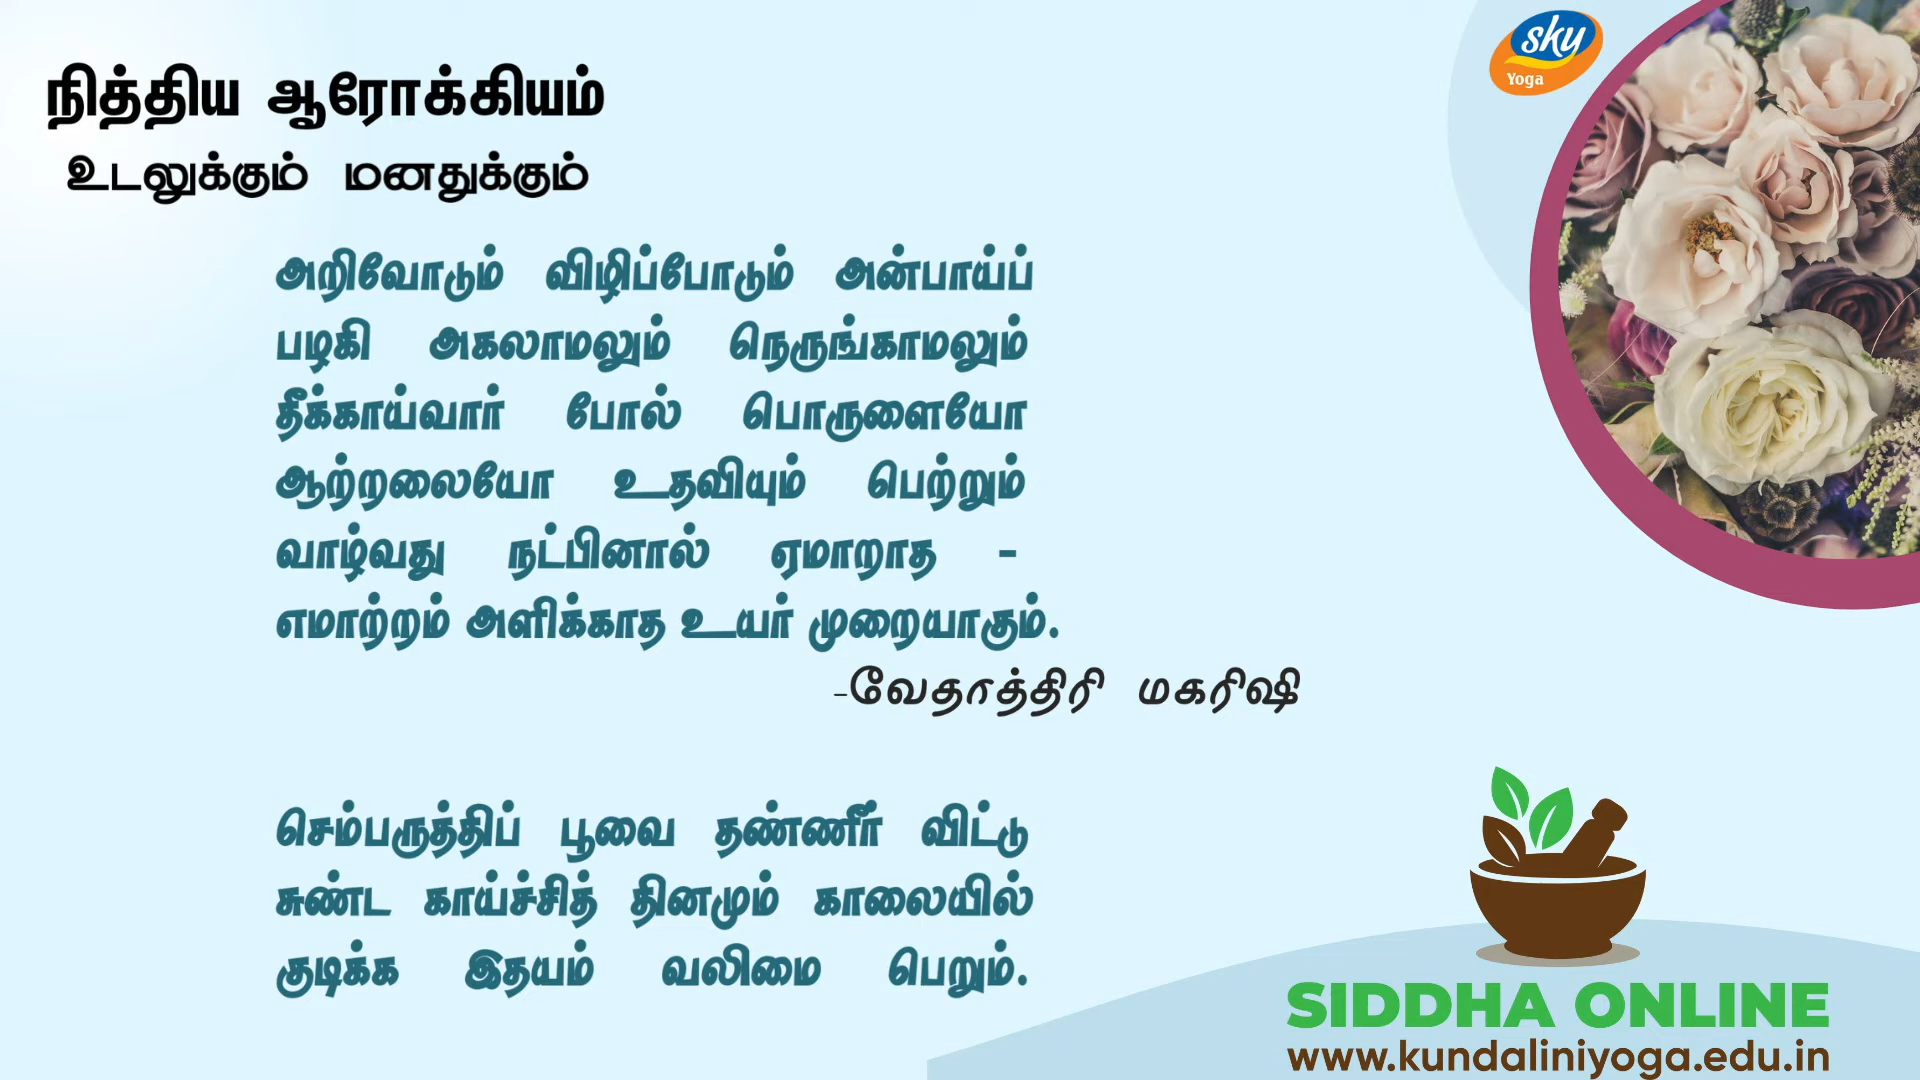 நித்திய ஆரோக்கியம்
உடலுக்கும் மனதுக்கும்
sky
Yoga
அறிவோடும் விழிப்போடும் அன்பாய்ப்
பழகி அகலாமலும் நெருங்காமலும்
தீக்காய்வார் போல் பொருளையோ
ஆற்றலையோ உதவியும் பெற்றும்
வாழ்வது நட்பினால் ஏமாறாத -
எமாற்றம் அளிக்காத உயர் முறையாகும்.
-வேதாத்திரி மகரிஷி
செம்பருத்திப் பூவை தண்ணீர் விட்டு
சுண்ட காய்ச்சித் தினமும் காலையில்
குடிக்க இதயம் வலிமை பெறும்.
SIDDHA ONLINE
www.kundaliniyoga.edu.in